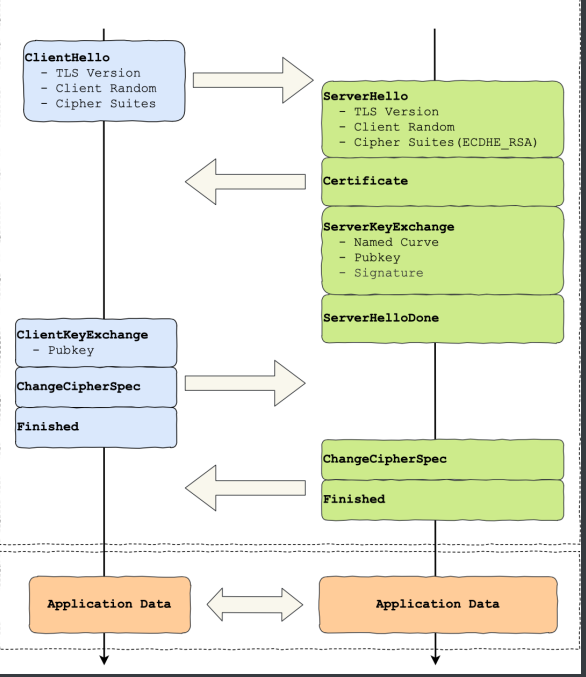 ClientHello
- TLS Version
- Client Random
- Cipher Suites
ServerHello
- TLS Version
- Client Random
- Cipher Suites(ECDHE_RSA)
Certificate
ServerKeyExchange
- Named Curve
- Pubkey
- Signature
ServerHelloDone
ClientKeyExchange
- Pubkey
ChangeCipherSpec
Finished
ChangeCipherSpec
Finished
Application Data
Application Data